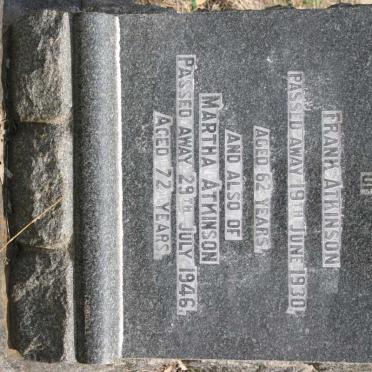 OF
FRANK ATKINSON
PASSED AWAY 19TH JUNE 1930,
AGED 62 YEARS
AND ALSO OF
MARTHA ATKINSON
PASSED AWAY 29TH JULY 1946,
AGED 72 YEARS